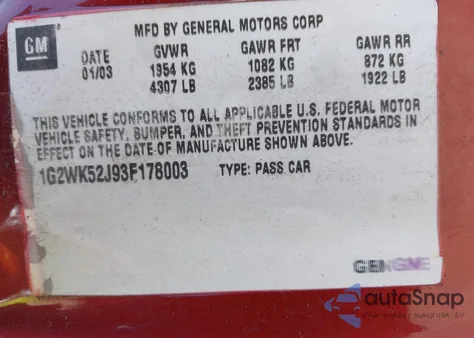 MFD BY GENERAL MOTORS CORP
GM
DATE GVWR GAWR FRT GAWR RR
01/03 1954 KG 1082 KG 872 KG
4307 LB 2385 LB 1922 LB
THIS VEHICLE CONFORMS TO ALL APPLICABLE U.S. FEDERAL MOTOR
VEHICLE SAFETY, BUMPER, AND THEFT PREVENTION STANDARDS IN
EFFECT ON THE DATE OF MANUFACTURE SHOWN ABOVE.
1G2WK52J93F178003 TYPE: PASS CAR
autoSnap